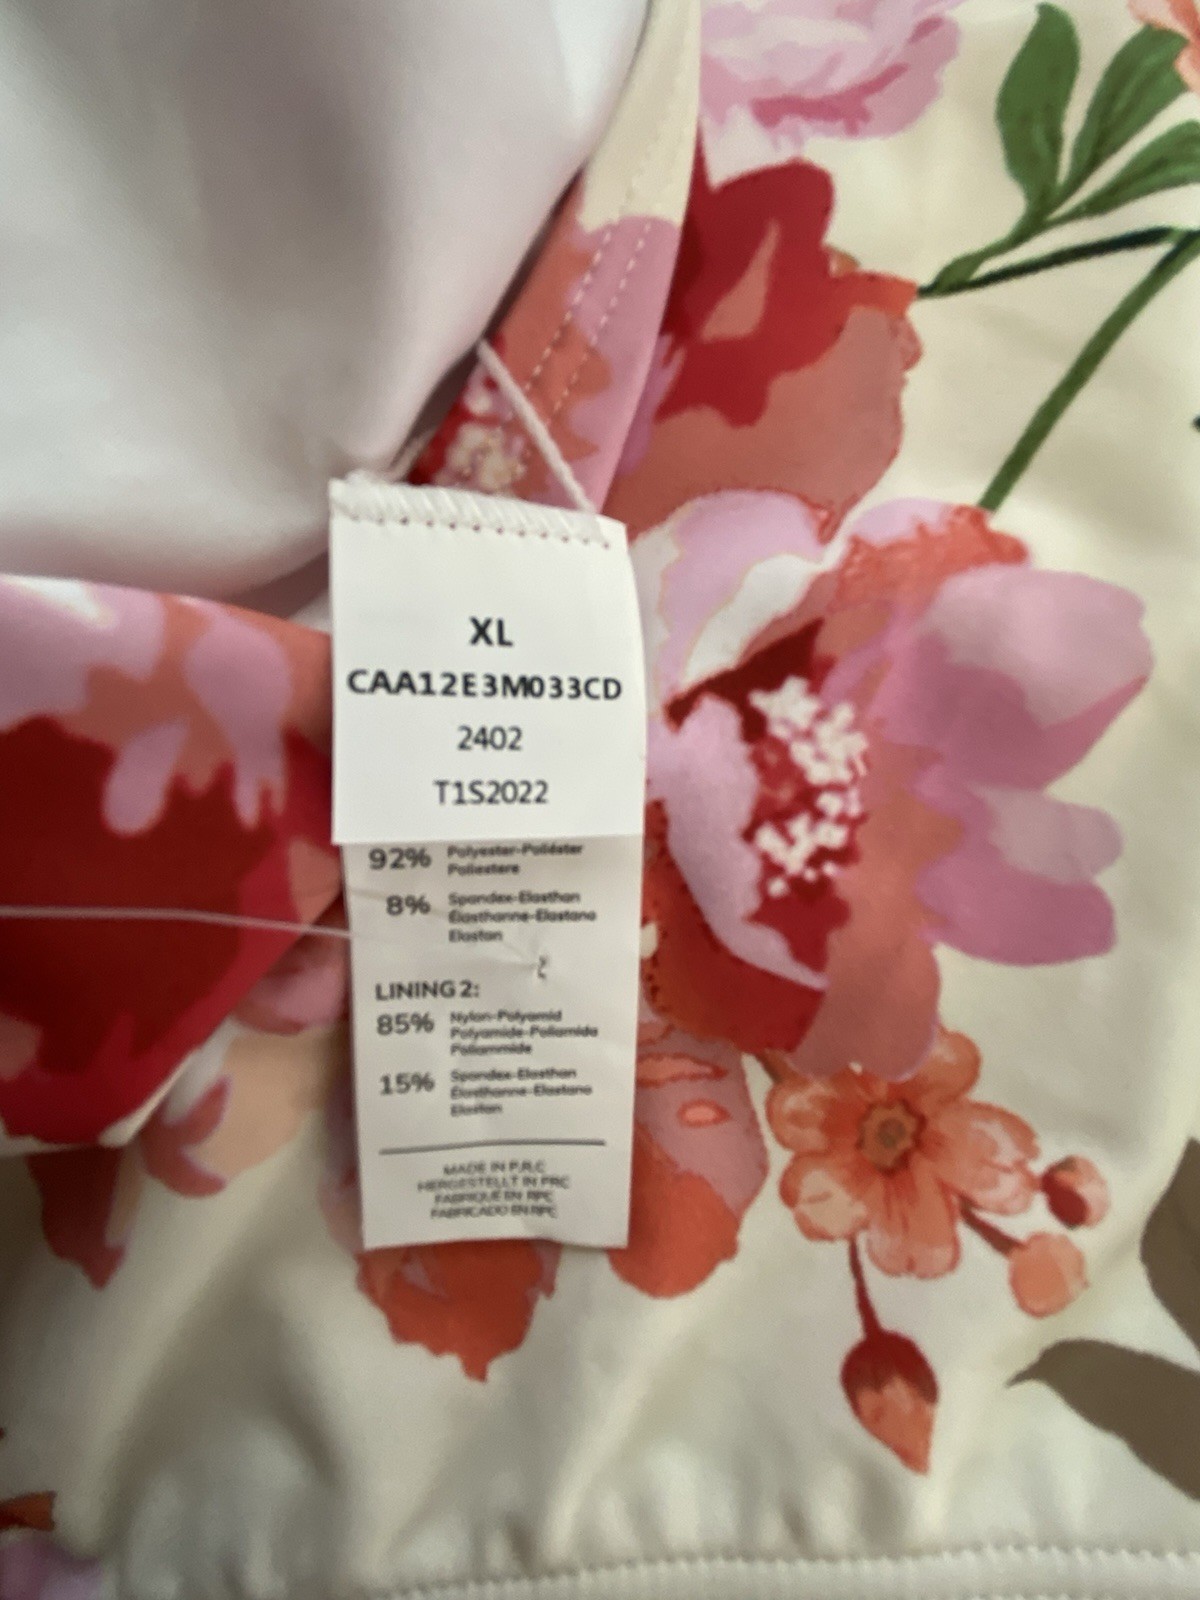 XL
CAA12E3M033CD
2402
T1S2022
92% Polyester-Poliéster
Poliestere
8% Spandex-Elasthan
Élasthanne-Elastano
Elastan
LINING 2:
85% Nylon-Polyamid
Polyamide-Poliamida
Poliammide
15% Spandex-Elasthan
Élasthanne-Elastano
Elastan
MADE IN P.R.C
HERGESTELLT IN PRC
FABRIQUÉ EN RPC
FABRICADO EN RPC